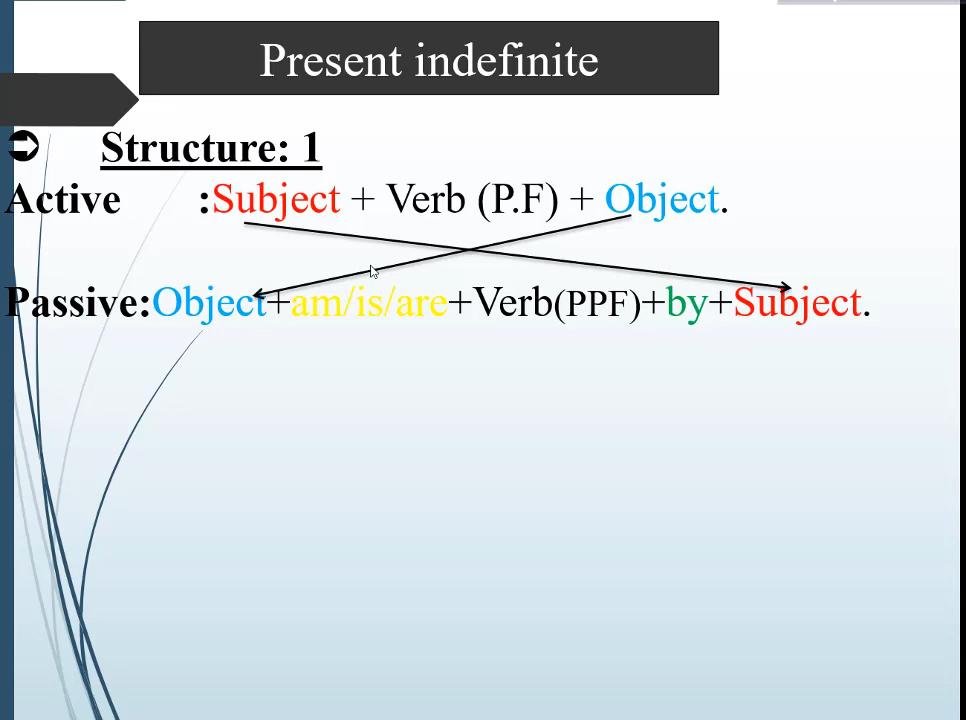 Present indefinite
Structure: 1
Active :Subject + Verb (P.F) + Object.
Passive:Object+am/is/are+Verb(PPF)+by+Subject.